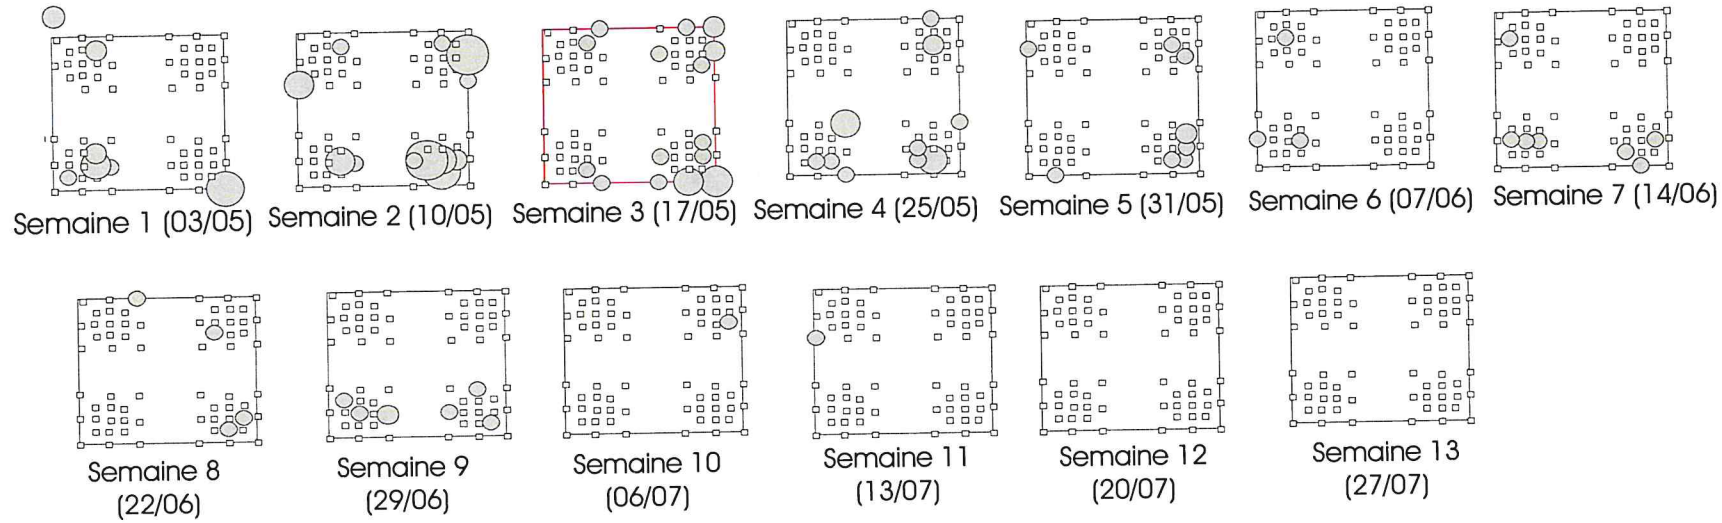 Semaine 1 (03/05)
Semaine 2 (10/05)
Semaine 3 (17/05)
Semaine 4 (25/05)
Semaine 5 (31/05)
Semaine 6 (07/06)
Semaine 7 (14/06)
Semaine 8
(22/06)
Semaine 9
(29/06)
Semaine 10
(06/07)
Semaine 11
(13/07)
Semaine 12
(20/07)
Semaine 13
(27/07)